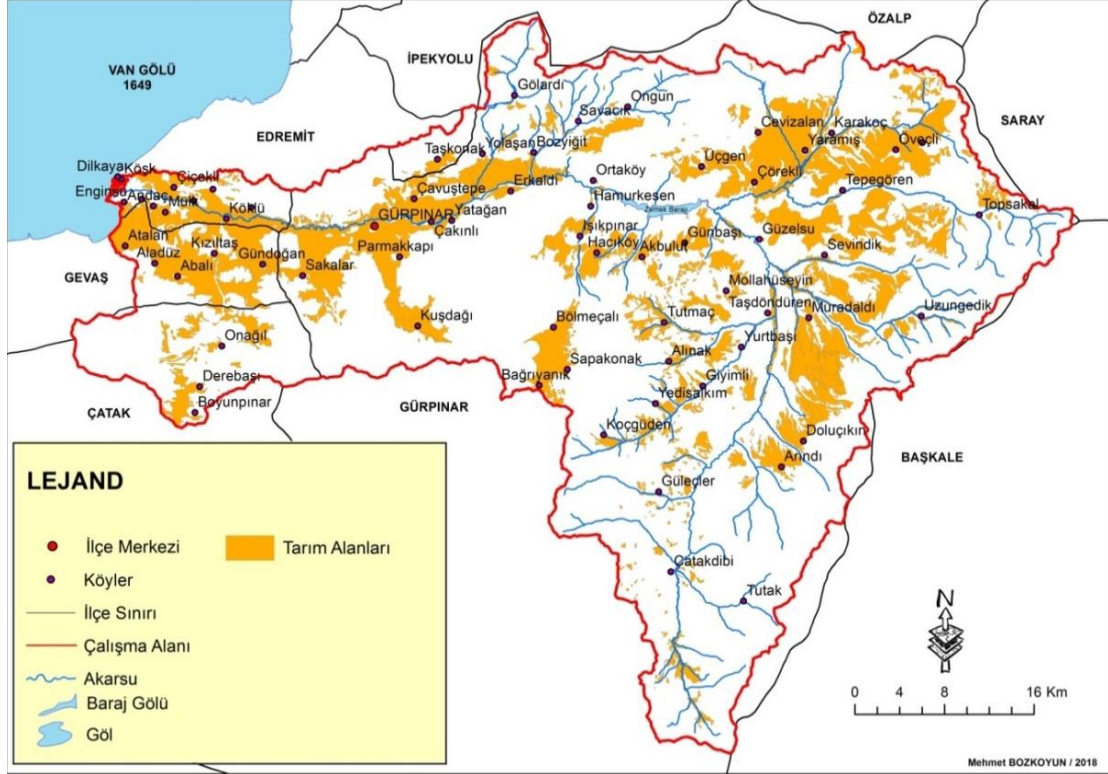 ÖZALP
İPEKYOLU
VAN GÖLÜ
1649
Gölardı
Ongun
Savacık
SARAY
EDREMİT
Cevizalan
Karakoç
Yaramış
Övecli
Taşkonak
Yolaşan
Bozyiğit
Üçgen
Dilkaya
Köşk
Çiçekli
Ortaköy
Çörekli
Tepegören
Enginsu
Andaç
Mülk
Çavuştepe
Erkaldı
Hamurkesen
Zernek Barajı
Topsakal
Köklü
GÜRPINAR
Yatağan
Çakınlı
Atalan
Kızıltaş
Parmakkapı
Işıkpınar
Hacıköy
Akbulut
Günbaşı
Güzelsu
Sevindik
Aladüz
Abalı
Gündoğan
Sakalar
GEVAŞ
Mollahüseyin
Taşdöndüren
Muradaldı
Uzungedik
Kuşdağı
Bölmeçalı
Tutmaç
Yurtbaşı
Onağıl
Sapakonak
Alınak
Bağrıyanık
Giyimli
Derebaşı
Yedisalkım
Boyunpınar
ÇATAK
GÜRPINAR
Koçgüden
Doluçıkın
Arındı
BAŞKALE
Güleçler
Çatakdibi
Tutak
LEJAND
İlçe Merkezi
Tarım Alanları
Köyler
İlçe Sınırı
Çalışma Alanı
Akarsu
Baraj Gölü
Göl
N
0 4 8 16 Km
Mehmet BOZKOYUN / 2018